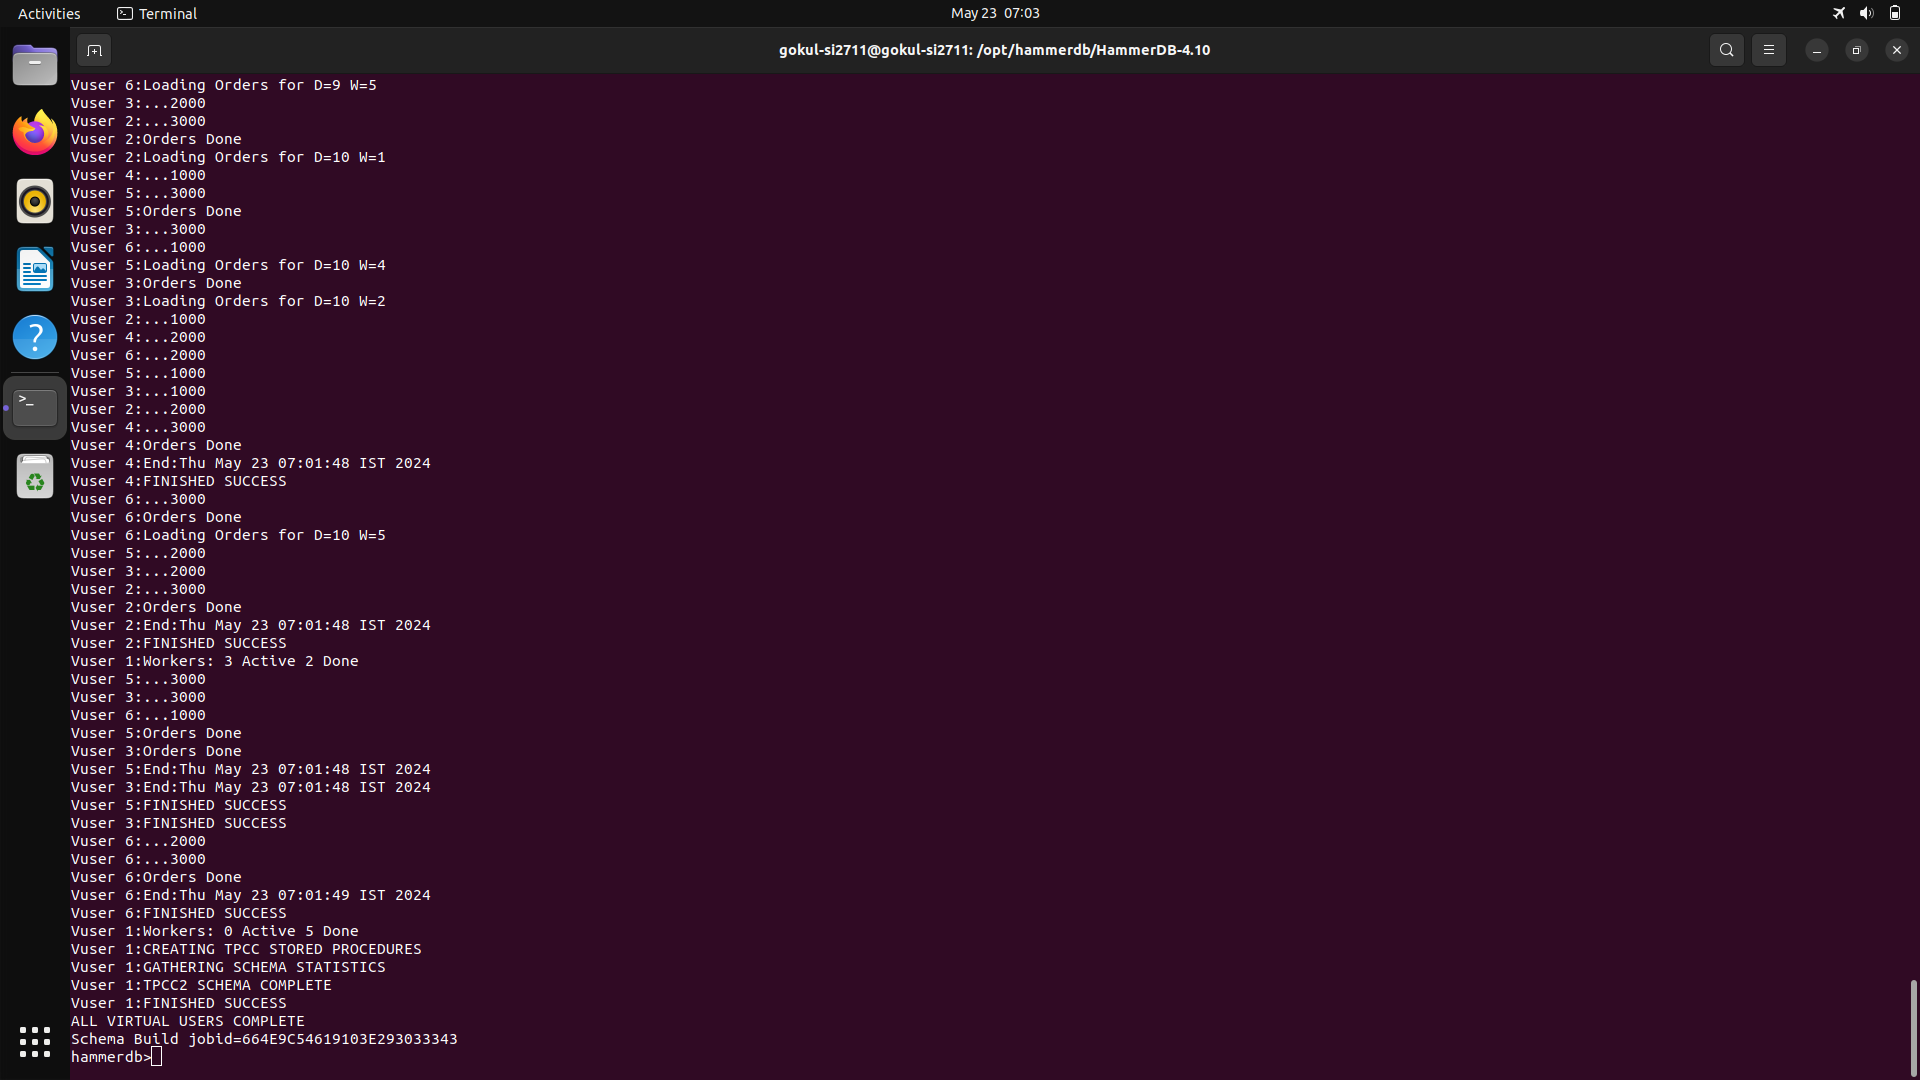 Activities
Terminal
May 23 07:03
gokul-si2711@gokul-si2711: /opt/hammerdb/HammerDB-4.10
Vuser 6:Loading Orders for D=9 W=5
Vuser 3:...2000
Vuser 2:...3000
Vuser 2:Orders Done
Vuser 2:Loading Orders for D=10 W=1
Vuser 4:...1000
Vuser 5:...3000
Vuser 5:Orders Done
Vuser 3:...3000
Vuser 6:...1000
Vuser 5:Loading Orders for D=10 W=4
Vuser 3:Orders Done
Vuser 3:Loading Orders for D=10 W=2
Vuser 2:...1000
Vuser 4:...2000
Vuser 6:...2000
Vuser 5:...1000
Vuser 3:...1000
Vuser 2:...2000
Vuser 4:...3000
Vuser 4:Orders Done
Vuser 4:End:Thu May 23 07:01:48 IST 2024
Vuser 4:FINISHED SUCCESS
Vuser 6:...3000
Vuser 6:Orders Done
Vuser 6:Loading Orders for D=10 W=5
Vuser 5:...2000
Vuser 3:...2000
Vuser 2:...3000
Vuser 2:Orders Done
Vuser 2:End:Thu May 23 07:01:48 IST 2024
Vuser 2:FINISHED SUCCESS
Vuser 1:Workers: 3 Active 2 Done
Vuser 5:...3000
Vuser 3:...3000
Vuser 6:...1000
Vuser 5:Orders Done
Vuser 3:Orders Done
Vuser 5:End:Thu May 23 07:01:48 IST 2024
Vuser 3:End:Thu May 23 07:01:48 IST 2024
Vuser 5:FINISHED SUCCESS
Vuser 3:FINISHED SUCCESS
Vuser 6:...2000
Vuser 6:...3000
Vuser 6:Orders Done
Vuser 6:End:Thu May 23 07:01:49 IST 2024
Vuser 6:FINISHED SUCCESS
Vuser 1:Workers: 0 Active 5 Done
Vuser 1:CREATING TPCC STORED PROCEDURES
Vuser 1:GATHERING SCHEMA STATISTICS
Vuser 1:TPCC2 SCHEMA COMPLETE
Vuser 1:FINISHED SUCCESS
ALL VIRTUAL USERS COMPLETE
Schema Build jobid=664E9C54619103E293033343
hammerdb>